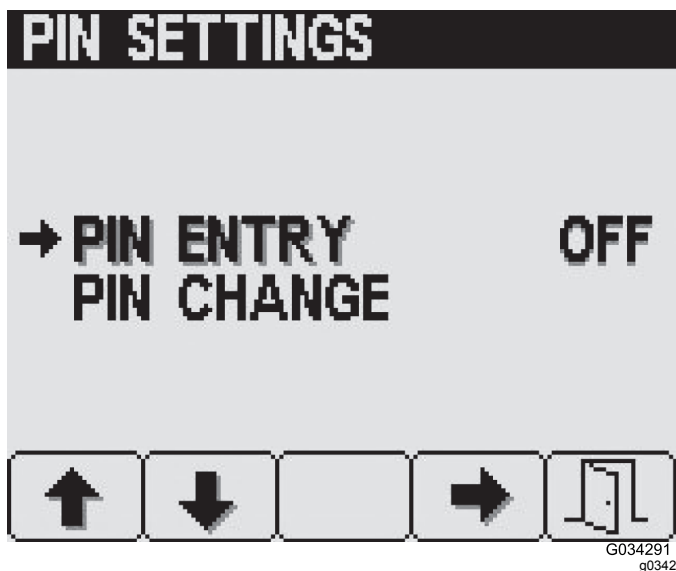 PIN SETTINGS
PIN ENTRY OFF
PIN CHANGE
G034291
g0342